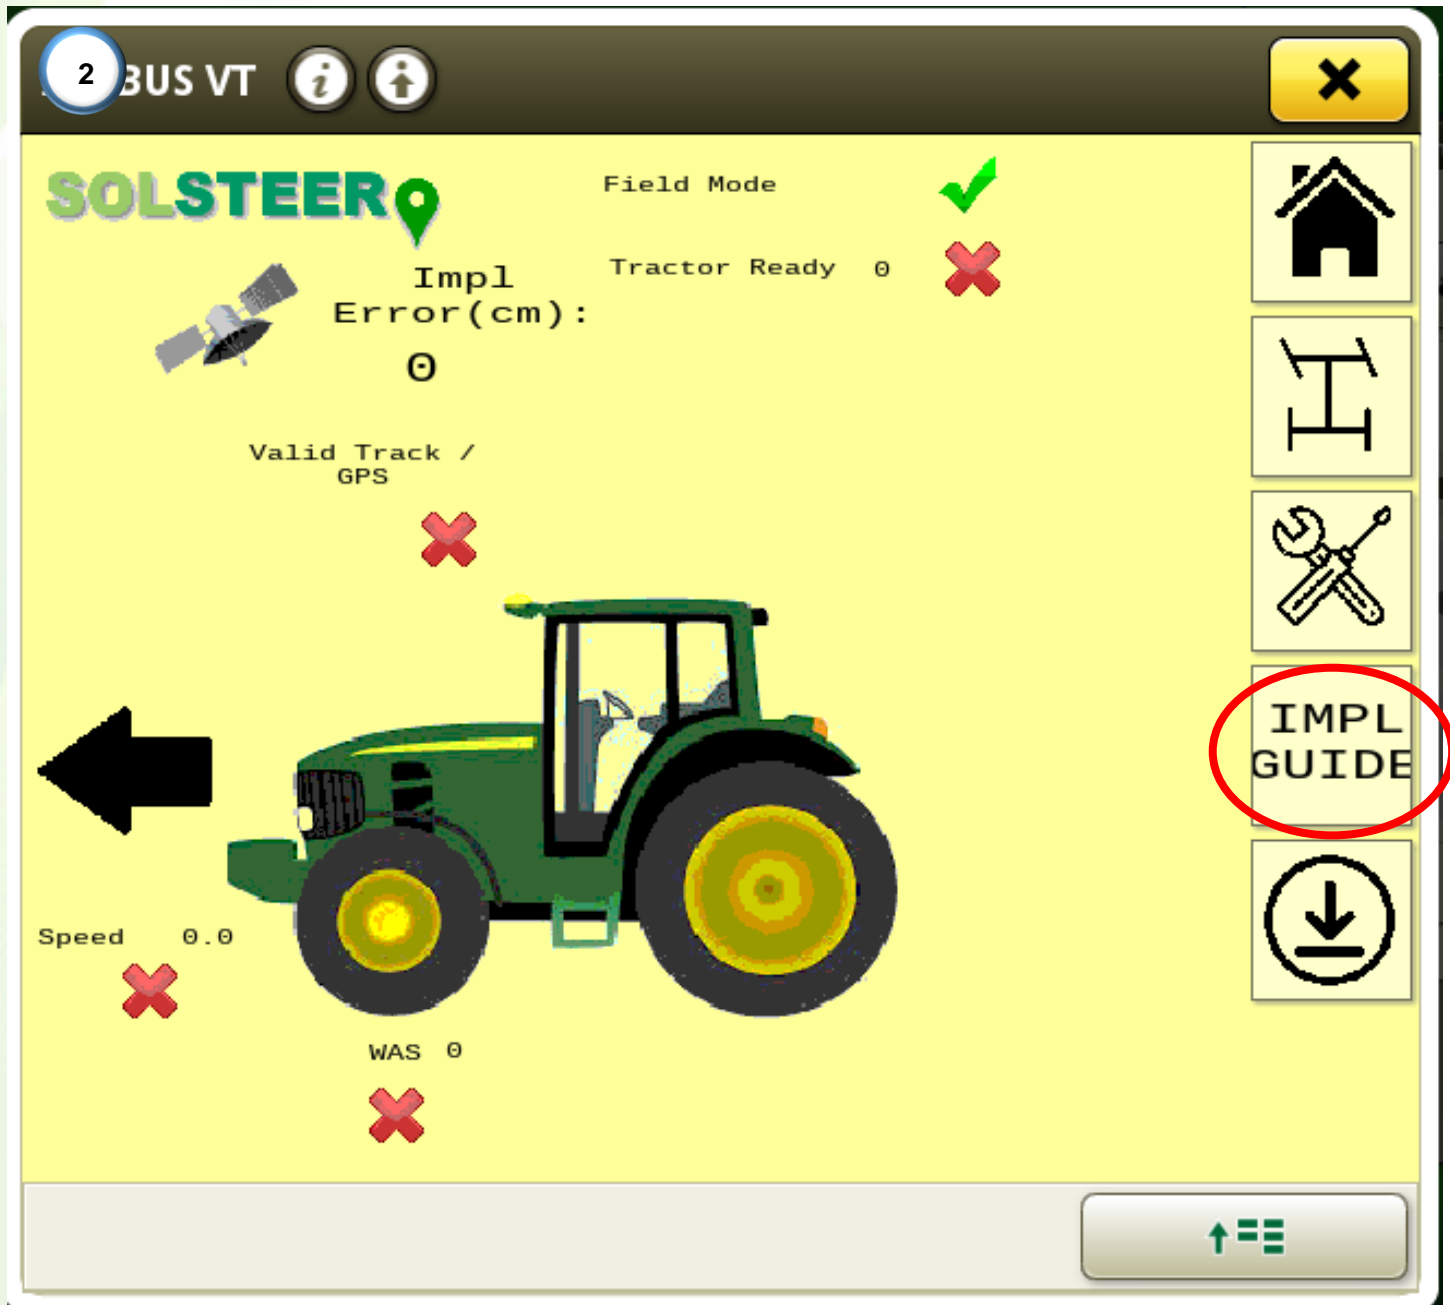 2
BUS VT
SOLSTEER
Field Mode
Impl
Error(cm):
0
Tractor Ready 0
Valid Track /
GPS
IMPL
GUIDE
Speed 0.0
WAS 0